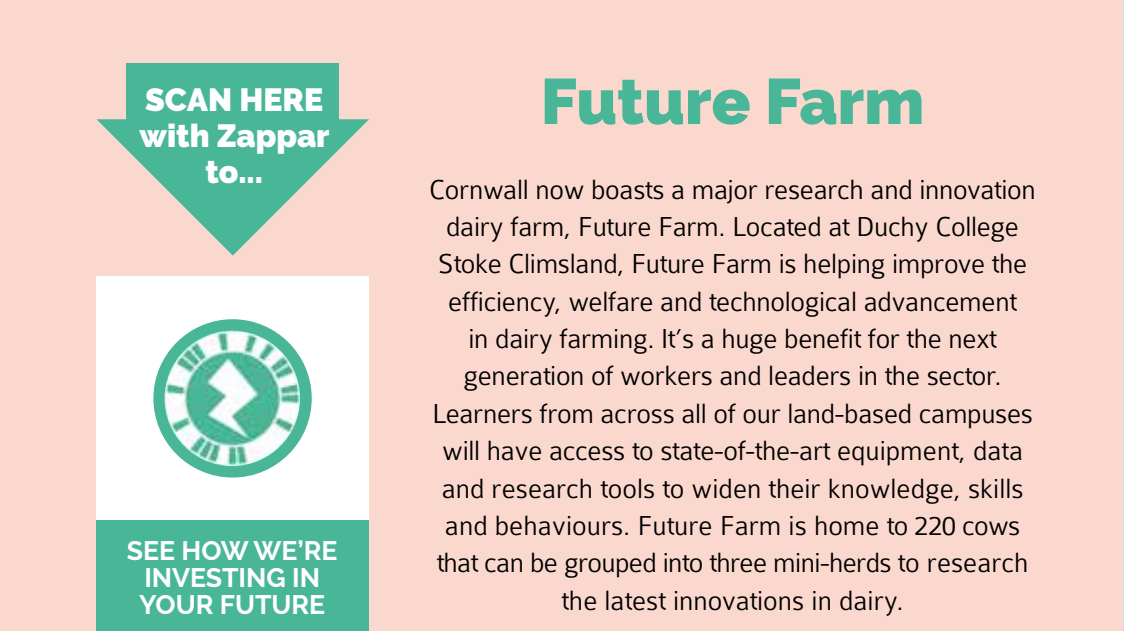 SCAN HERE
with Zappar
to...
SEE HOW WE'RE
INVESTING IN
YOUR FUTURE
Future Farm
Cornwall now boasts a major research and innovation
dairy farm, Future Farm. Located at Duchy College
Stoke Climsland, Future Farm is helping improve the
efficiency, welfare and technological advancement
in dairy farming. It's a huge benefit for the next
generation of workers and leaders in the sector.
Learners from across all of our land-based campuses
will have access to state-of-the-art equipment, data
and research tools to widen their knowledge, skills
and behaviours. Future Farm is home to 220 cows
that can be grouped into three mini-herds to research
the latest innovations in dairy.